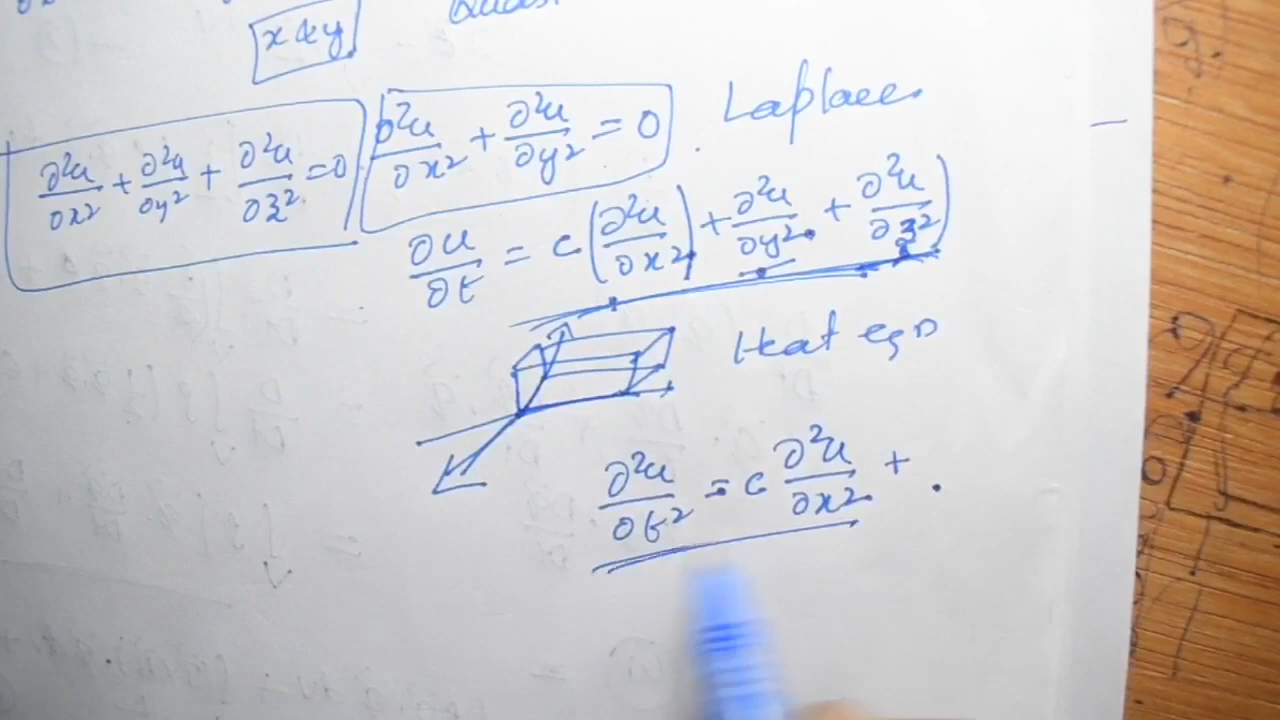 x & y
∂²u/∂x² + ∂²u/∂y² + ∂²u/∂z² = 0
∂²u/∂x² + ∂²u/∂y² = 0
Laplace
∂u/∂t = c(∂²u/∂x²) + ∂²u/∂y² + ∂²u/∂z²)
Heat eqn
∂²u/∂t² = c ∂²u/∂x² +